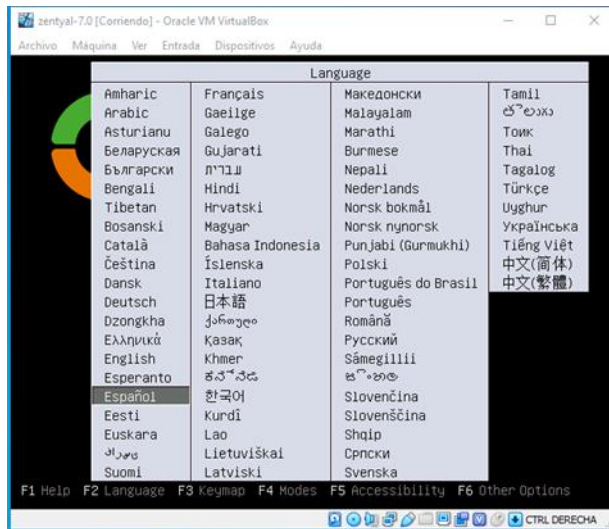 zentyal-7.0 [Corriendo] - Oracle VM VirtualBox
Archivo Máquina Ver Entrada Dispositivos Ayuda
Language
Amharic
Arabic
Asturianu
Беларуская
Български
Bengali
Tibetan
Bosanski
Català
Čeština
Dansk
Deutsch
Dzongkha
Ελληνικά
English
Esperanto
Español
Eesti
Euskara
Suomi
Français
Gaeilge
Galego
Gujarati
עברית
Hindi
Hrvatski
Magyar
Bahasa Indonesia
Íslenska
Italiano
日本語
ქართული
Қазақ
Khmer
ಕನ್ನಡ
한국어
Kurdî
Lao
Lietuviškai
Latviski
Македонски
Malayalam
Marathi
Burmese
Nepali
Nederlands
Norsk bokmål
Norsk nynorsk
Punjabi (Gurmukhi)
Polski
Português do Brasil
Português
Română
Русский
Sámegillii
සිංහල
Slovenčina
Slovenščina
Shqip
Српски
Svenska
Tamil
తెలుగు
Тоҷик
Thai
Tagalog
Türkçe
Uyghur
Українська
Tiếng Việt
中文(简体)
中文(繁體)
F1 Help F2 Language F3 Keymap F4 Modes F5 Accessibility F6 Other Options
CTRL DERECHA